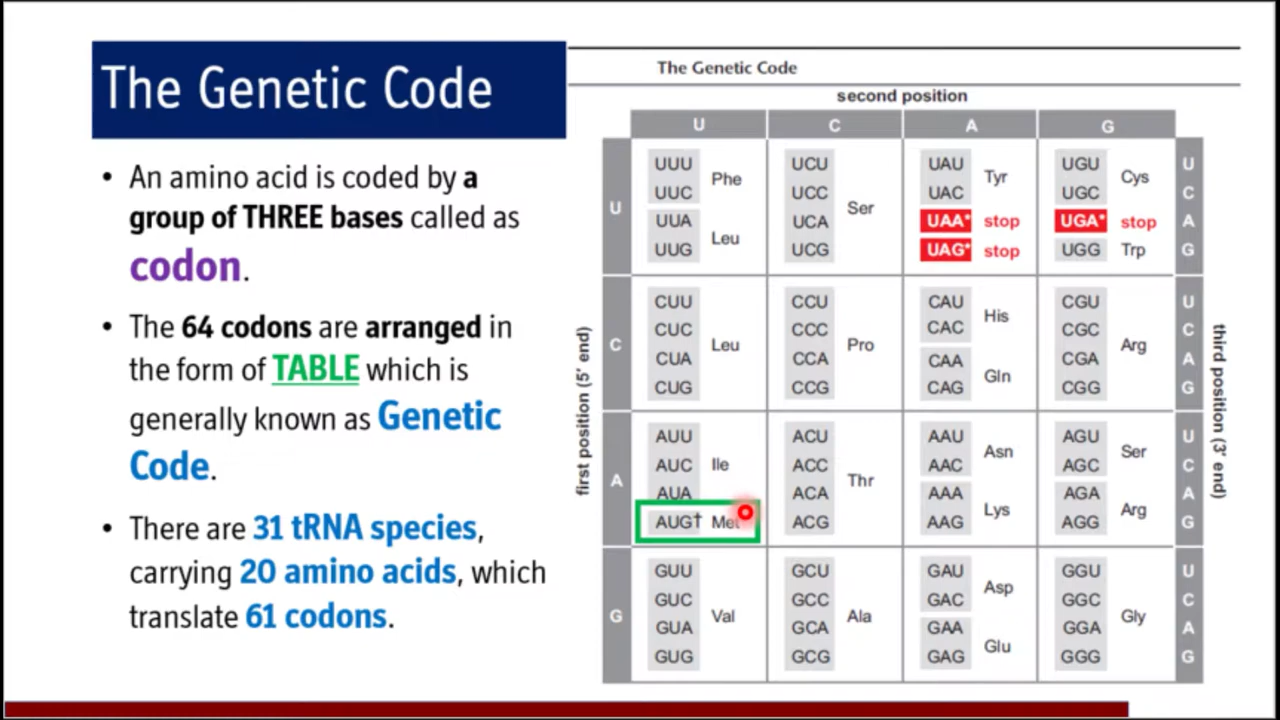 The Genetic Code
• An amino acid is coded by a
group of THREE bases called as
codon.
• The 64 codons are arranged in
the form of TABLE which is
generally known as Genetic
Code.
• There are 31 tRNA species,
carrying 20 amino acids, which
translate 61 codons.
The Genetic Code
second position
U C A G
first position (5′ end)
third position (3′ end)
U
UUU UCU UAU UGU U
Phe Tyr Cys
UUC UCC UAC UGC C
Ser
UUA UCA UAA* stop UGA* stop A
Leu
UUG UCG UAG* stop UGG Trp G
C
CUU CCU CAU CGU U
His
CUC CCC CAC CGC C
Leu Pro Arg
CUA CCA CAA CGA A
Gln
CUG CCG CAG CGG G
A
AUU ACU AAU AGU U
Asn Ser
AUC Ile ACC AAC AGC C
Thr
AUA ACA AAA AGA A
Lys Arg
AUG† Met ACG AAG AGG G
G
GUU GCU GAU GGU U
Asp
GUC GCC GAC GGC C
Val Ala Gly
GUA GCA GAA GGA A
Glu
GUG GCG GAG GGG G